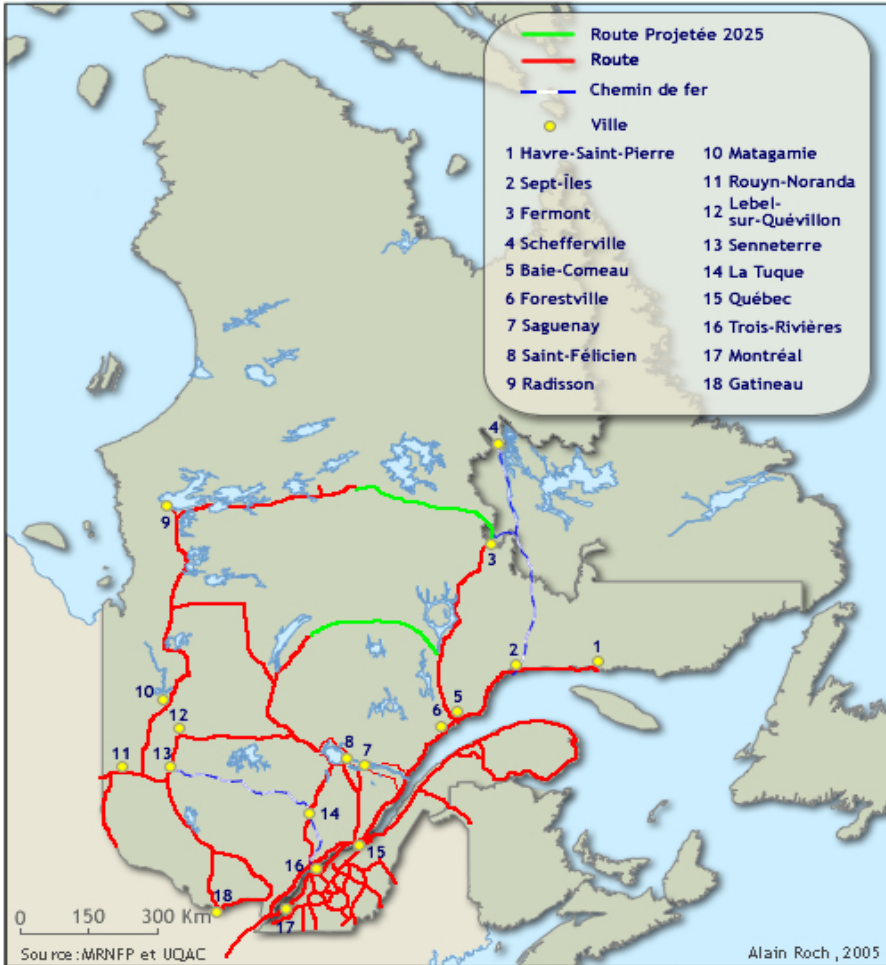 Route Projetée 2025
Route
Chemin de fer
Ville
1 Havre-Saint-Pierre
2 Sept-Îles
3 Fermont
4 Schefferville
5 Baie-Comeau
6 Forestville
7 Saguenay
8 Saint-Félicien
9 Radisson
10 Matagamie
11 Rouyn-Noranda
12 Lebel-
sur-Quévillon
13 Senneterre
14 La Tuque
15 Québec
16 Trois-Rivières
17 Montréal
18 Gatineau
4
9
3
2
1
10
5
6
12
11
13
8
7
14
15
16
18
17
0 150 300 Km
Source:MRNFP et UQAC
Alain Roch, 2005